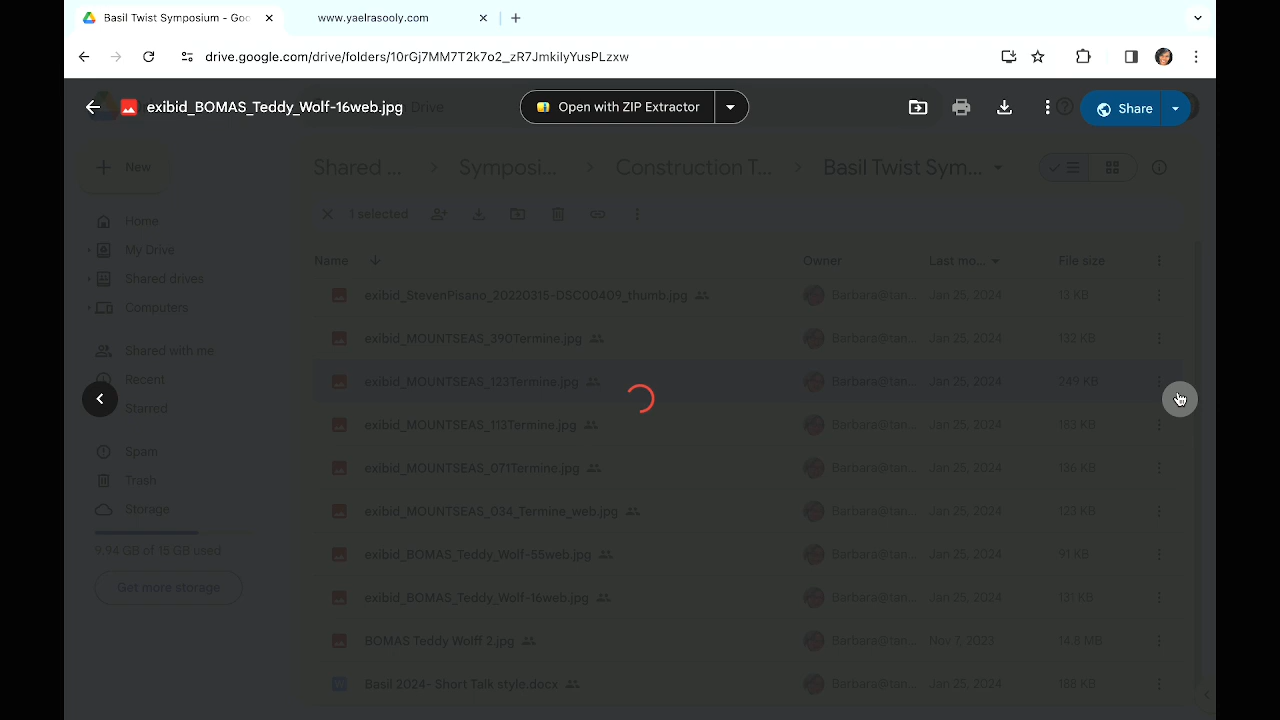 Basil Twist Symposium - Goo
www.yaelrasooly.com
drive.google.com/drive/folders/10rGj7MM7T2k7o2_zR7JmkilyYusPLzxw
exibid_BOMAS_Teddy_Wolf-16web.jpg
Drive
Open with ZIP Extractor
Share
New
Shared ... > Symposi... > Construction T... > Basil Twist Sym...
1 selected
Home
My Drive
Shared drives
Computers
Shared with me
Recent
Starred
Spam
Trash
Storage
9.94 GB of 15 GB used
Get more storage
Name Owner Last mo... File size
exibid_StevenPisano_20220315-DSC00409_thumb.jpg Barbara@tan... Jan 25, 2024 13 KB
exibid_MOUNTSEAS_390Termine.jpg Barbara@tan... Jan 25, 2024 132 KB
exibid_MOUNTSEAS_123Termine.jpg Barbara@tan... Jan 25, 2024 249 KB
exibid_MOUNTSEAS_113Termine.jpg Barbara@tan... Jan 25, 2024 183 KB
exibid_MOUNTSEAS_071Termine.jpg Barbara@tan... Jan 25, 2024 136 KB
exibid_MOUNTSEAS_034_Termine_web.jpg Barbara@tan... Jan 25, 2024 123 KB
exibid_BOMAS_Teddy_Wolf-55web.jpg Barbara@tan... Jan 25, 2024 91 KB
exibid_BOMAS_Teddy_Wolf-16web.jpg Barbara@tan... Jan 25, 2024 131 KB
BOMAS Teddy Wolff 2.jpg Barbara@tan... Nov 7, 2023 14.8 MB
Basil 2024- Short Talk style.docx Barbara@tan... Jan 25, 2024 188 KB